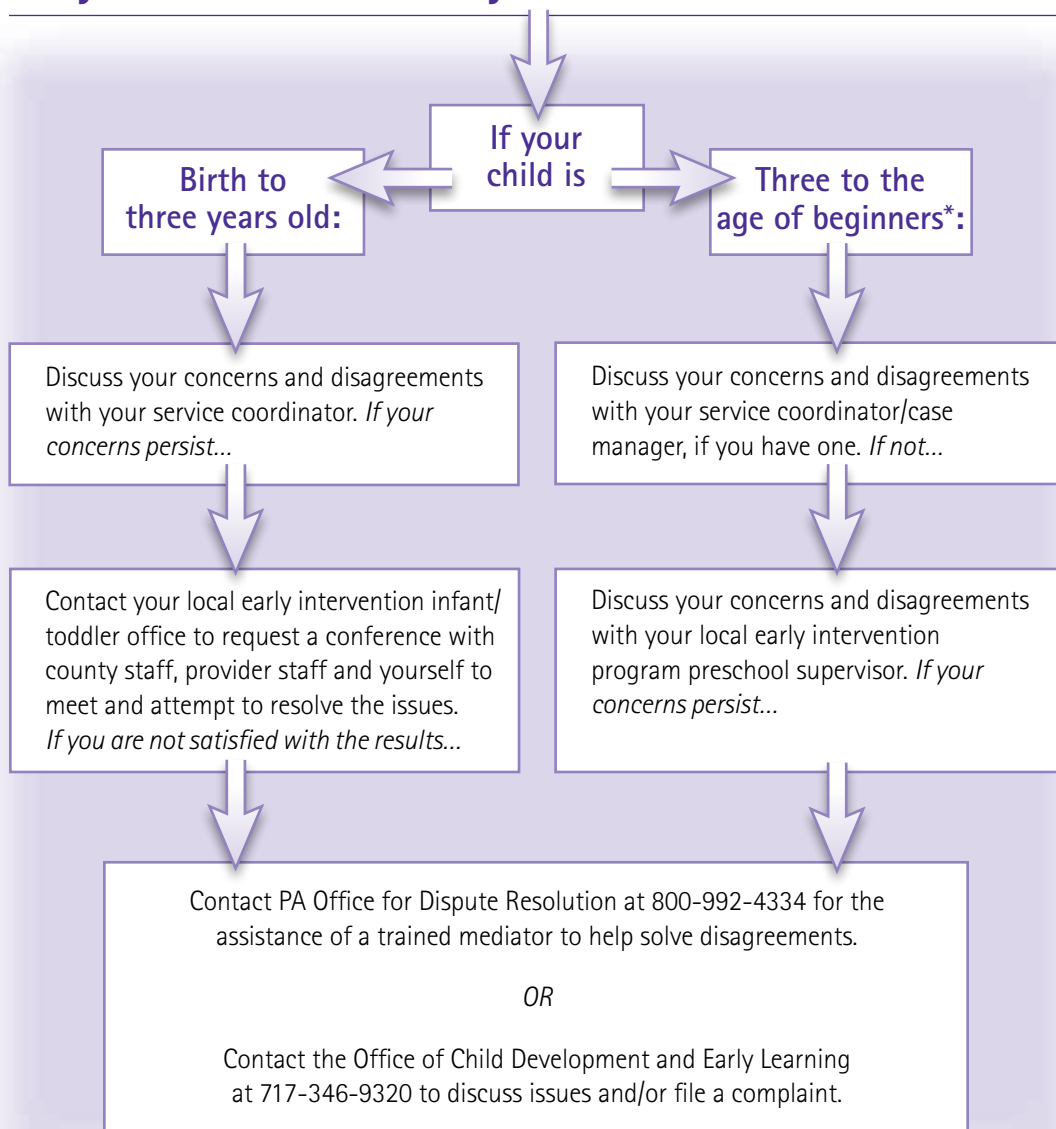 If your
child is
Birth to
three years old:
Three to the
age of beginners*:
Discuss your concerns and disagreements
with your service coordinator. If your
concerns persist...
Contact your local early intervention infant/
toddler office to request a conference with
county staff, provider staff and yourself to
meet and attempt to resolve the issues.
If you are not satisfied with the results...
Discuss your concerns and disagreements
with your service coordinator/case
manager, if you have one. If not...
Discuss your concerns and disagreements
with your local early intervention
program preschool supervisor. If your
concerns persist...
Contact PA Office for Dispute Resolution at 800-992-4334 for the
assistance of a trained mediator to help solve disagreements.
OR
Contact the Office of Child Development and Early Learning
at 717-346-9320 to discuss issues and/or file a complaint.